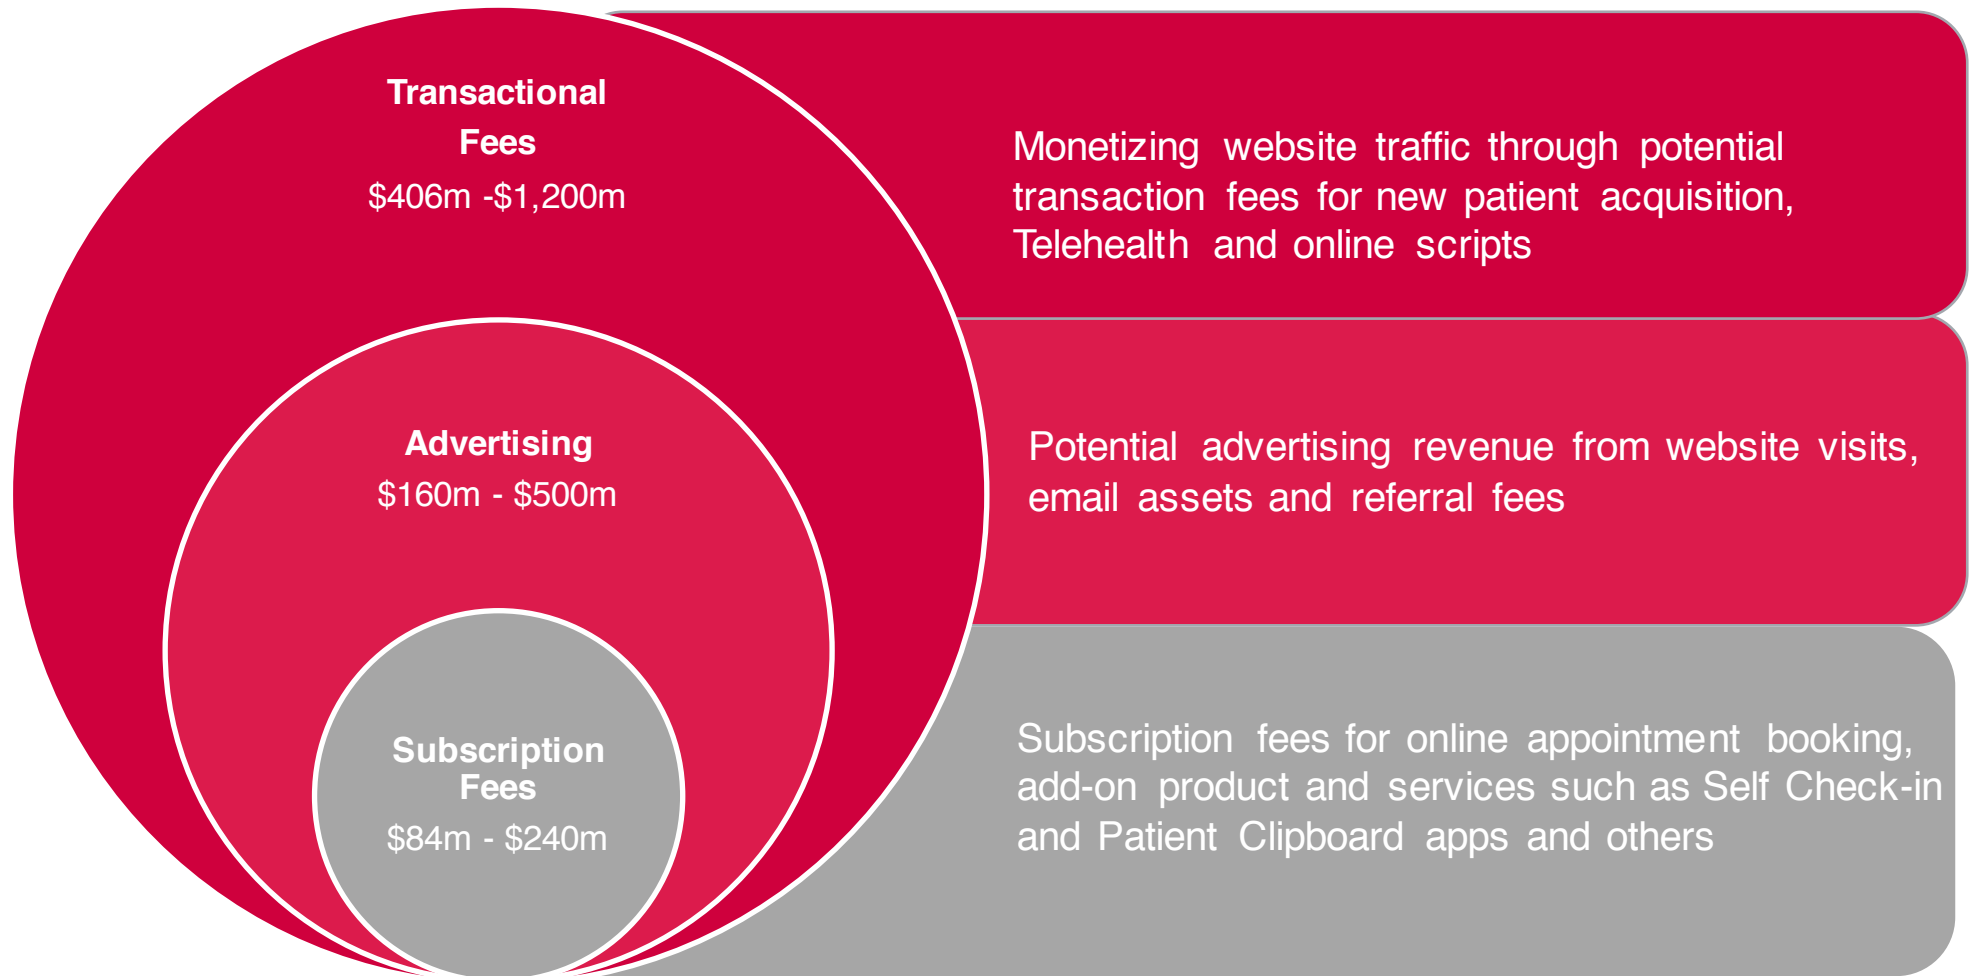 Transactional
Fees
$406m -$1,200m
Monetizing website traffic through potential
transaction fees for new patient acquisition,
Telehealth and online scripts
Advertising
$160m - $500m
Potential advertising revenue from website visits,
email assets and referral fees
Subscription
Fees
$84m - $240m
Subscription fees for online appointment booking,
add-on product and services such as Self Check-in
and Patient Clipboard apps and others